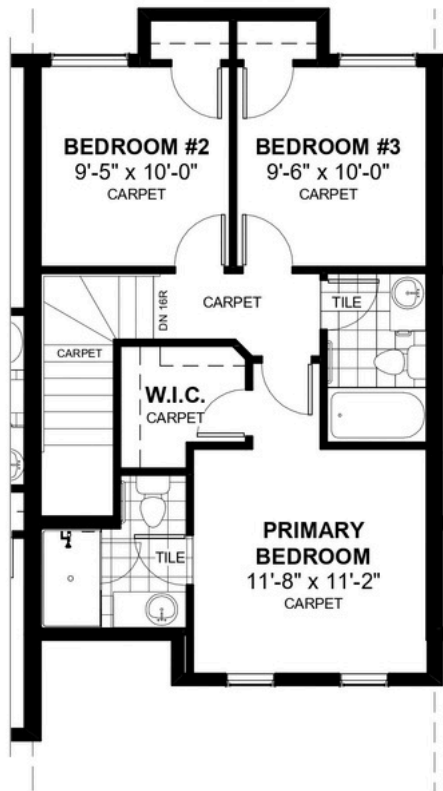 BEDROOM #2
9'-5" x 10'-0"
CARPET
BEDROOM #3
9'-6" x 10'-0"
CARPET
DN 16R
CARPET
TILE
CARPET
W.I.C.
CARPET
TILE
PRIMARY
BEDROOM
11'-8" x 11'-2"
CARPET